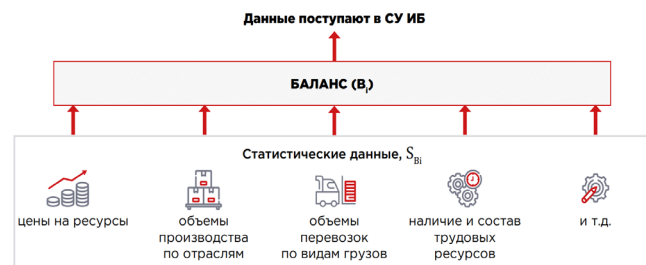 Данные поступают в СУ ИБ
БАЛАНС (Bi)
Статистические данные, SBi
цены на ресурсы
объемы
производства
по отраслям
объемы
перевозок
по видам грузов
наличие и состав
трудовых
ресурсов
и т.д.